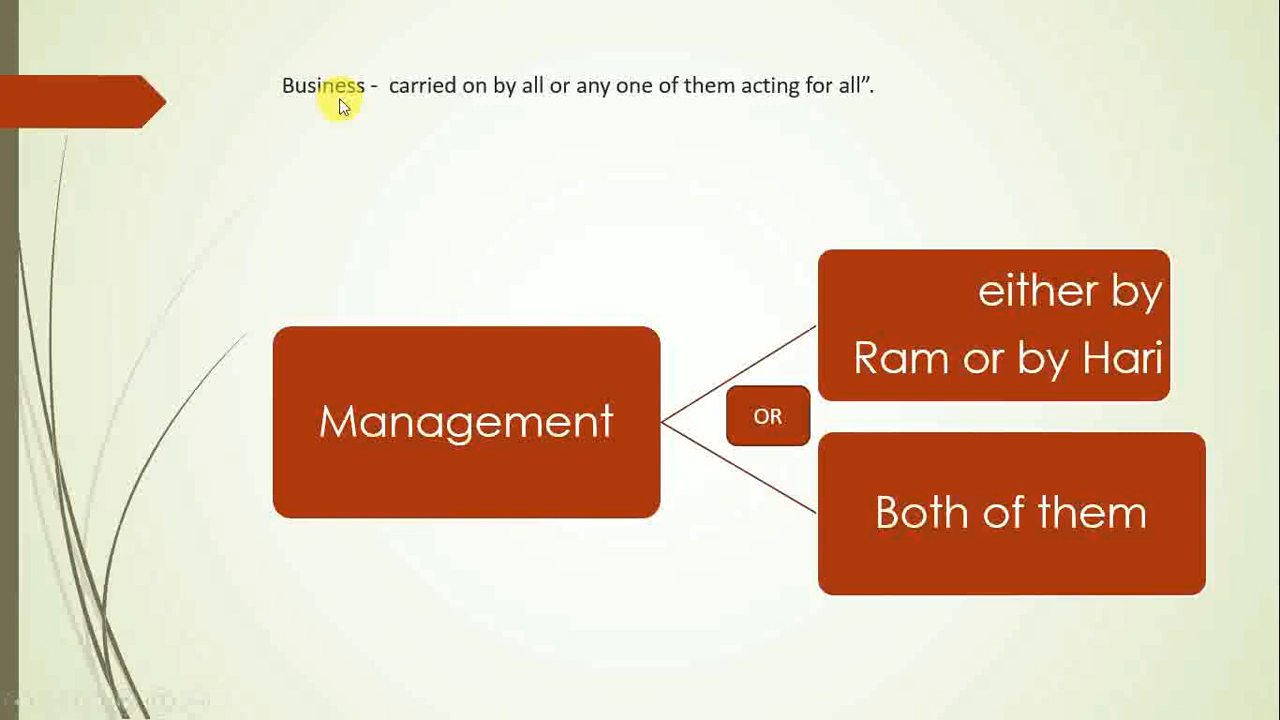 Business -  carried on by all or any one of them acting for all”.
either by
Ram or by Hari
Management
OR
Both of them